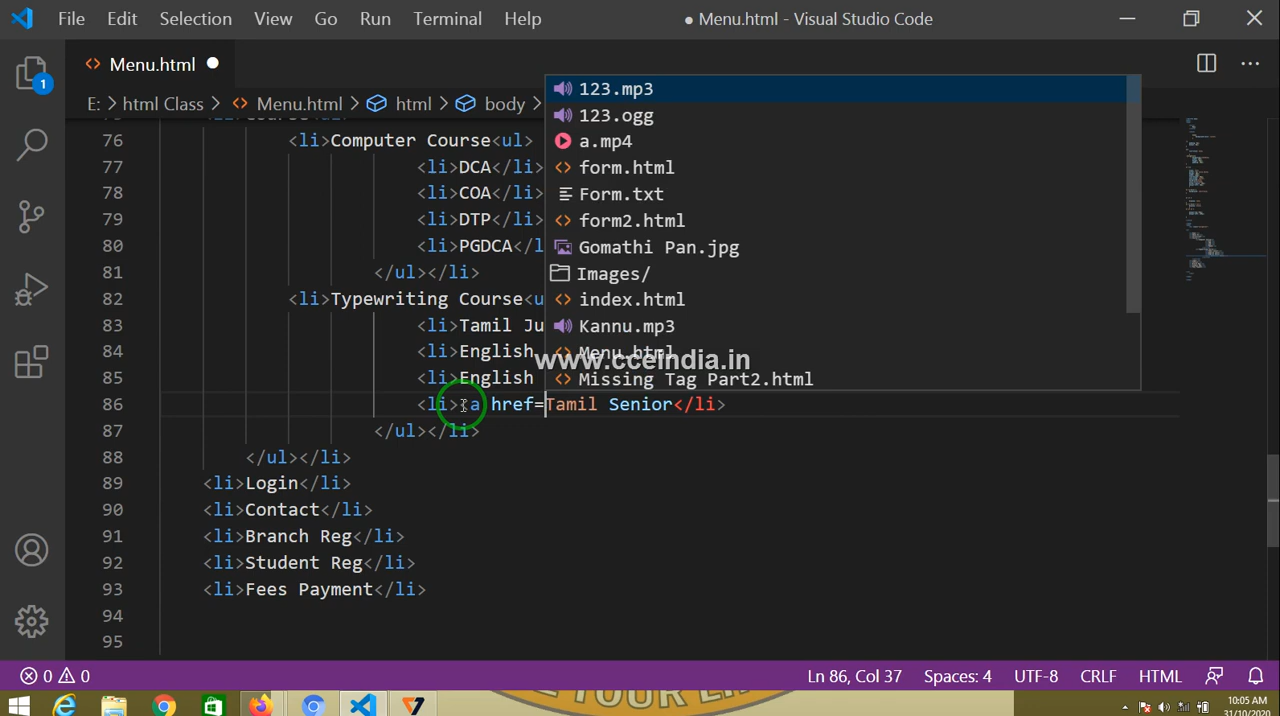 File Edit Selection View Go Run Terminal Help ● Menu.html - Visual Studio Code
Menu.html
E: > html Class > Menu.html > html > body >
1
76 <li>Computer Course<ul>
77 <li>DCA</li>
78 <li>COA</li>
79 <li>DTP</li>
80 <li>PGDCA</l
81 </ul></li>
82 <li>Typewriting Course<u
83 <li>Tamil Ju
84 <li>English
85 <li>English
86 <li><a href=Tamil Senior</li>
87 </ul></li>
88 </ul></li>
89 <li>Login</li>
90 <li>Contact</li>
91 <li>Branch Reg</li>
92 <li>Student Reg</li>
93 <li>Fees Payment</li>
94
95
123.mp3
123.ogg
a.mp4
form.html
Form.txt
form2.html
Gomathi Pan.jpg
Images/
index.html
Kannu.mp3
Menu.html
Missing Tag Part2.html
www.cceindia.in
0 0 Ln 86, Col 37 Spaces: 4 UTF-8 CRLF HTML
10:05 AM
31/10/2020